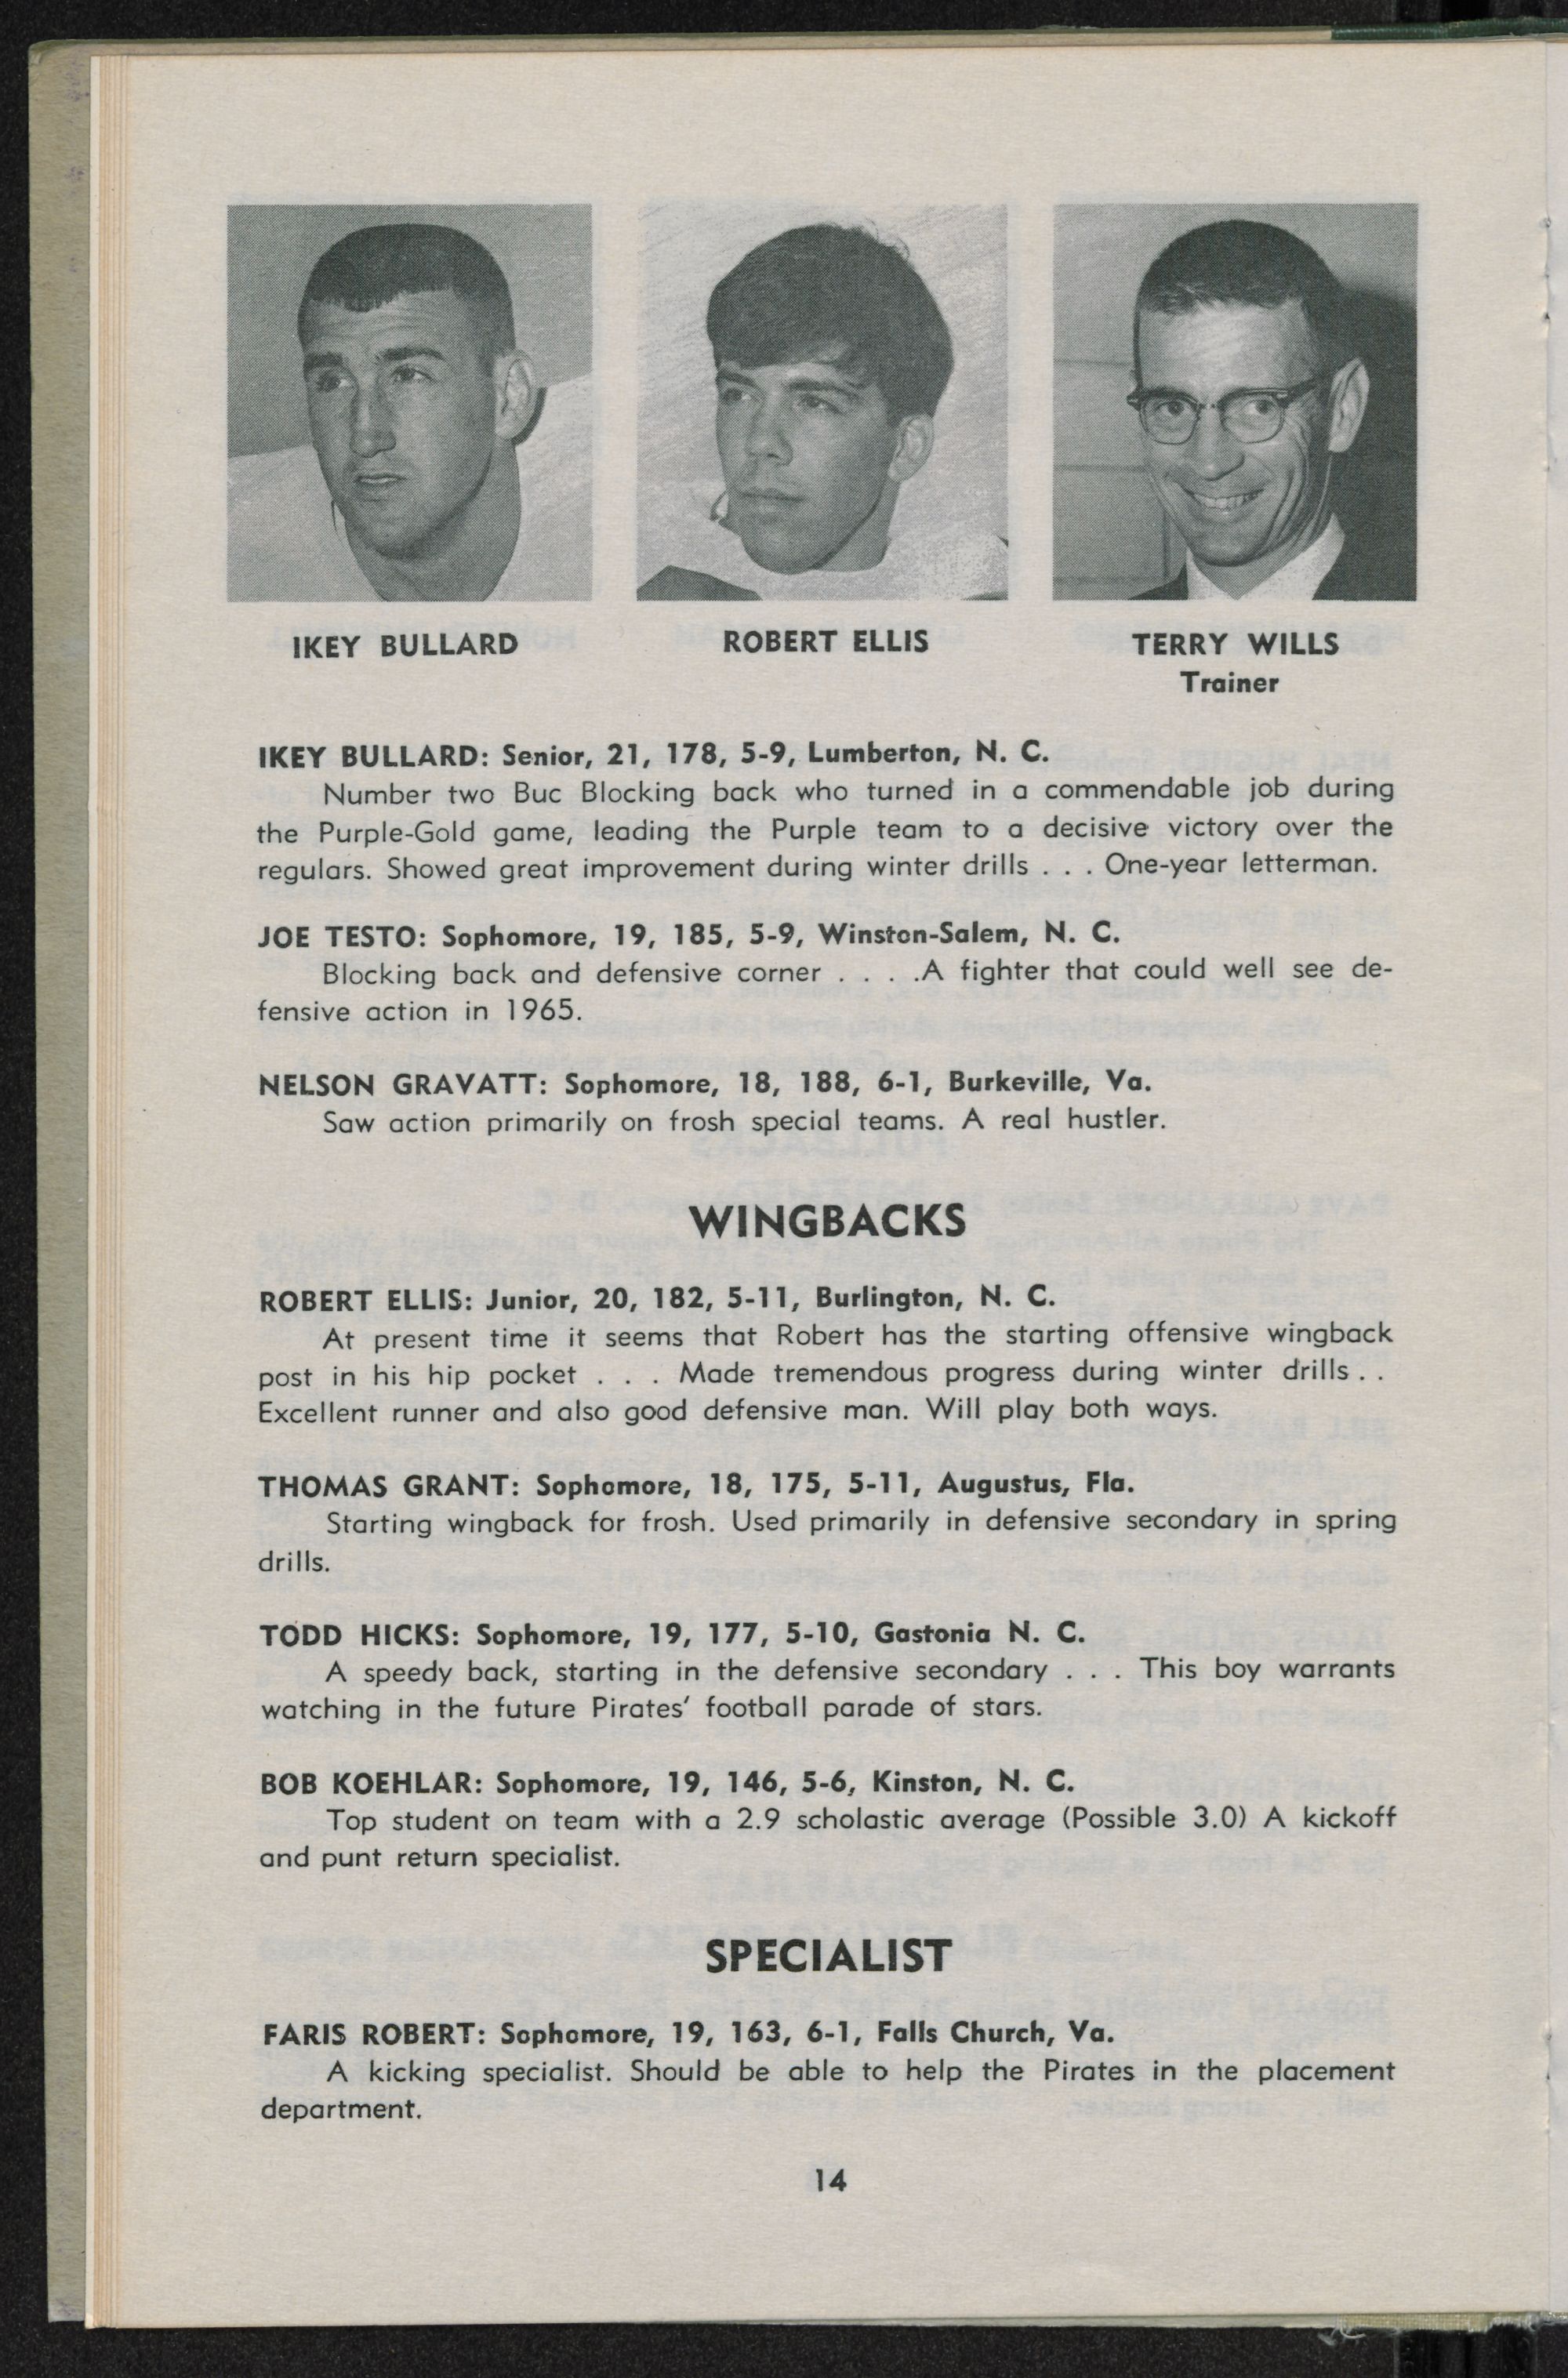 IKEY BULLARD
ROBERT ELLIS
TERRY WILLS
Trainer
IKEY BULLARD: Senior, 21, 178, 5-9, Lumberton, N. C.
Number two Buc Blocking back who turned in a commendable job during
the Purple-Gold game, leading the Purple team to a decisive victory over the
regulars. Showed great improvement during winter drills . . . One-year letterman.
JOE TESTO: Sophomore, 19, 185, 5-9, Winston-Salem, N. C.
Blocking back and defensive corner . . . .A fighter that could well see de-
fensive action in 1965.
NELSON GRAVATT: Sophomore, 18, 188, 6-1, Burkeville, Va.
Saw action primarily on frosh special teams. A real hustler.
WINGBACKS
ROBERT ELLIS: Junior, 20, 182, 5-11, Burlington, N. C.
At present time it seems that Robert has the starting offensive wingback
post in his hip pocket . . . Made tremendous progress during winter drills . .
Excellent runner and also good defensive man. Will play both ways.
THOMAS GRANT: Sophomore, 18, 175, 5-11, Augustus, Fla.
Starting wingback for frosh. Used primarily in defensive secondary in spring
drills.
TODD HICKS: Sophomore, 19, 177, 5-10, Gastonia N. C.
A speedy back, starting in the defensive secondary . . . This boy warrants
watching in the future Pirates' football parade of stars.
BOB KOEHLAR: Sophomore, 19, 146, 5-6, Kinston, N. C.
Top student on team with a 2.9 scholastic average (Possible 3.0) A kickoff
and punt return specialist.
SPECIALIST
FARIS ROBERT: Sophomore, 19, 163, 6-1, Falls Church, Va.
A kicking specialist. Should be able to help the Pirates in the placement
department.
14